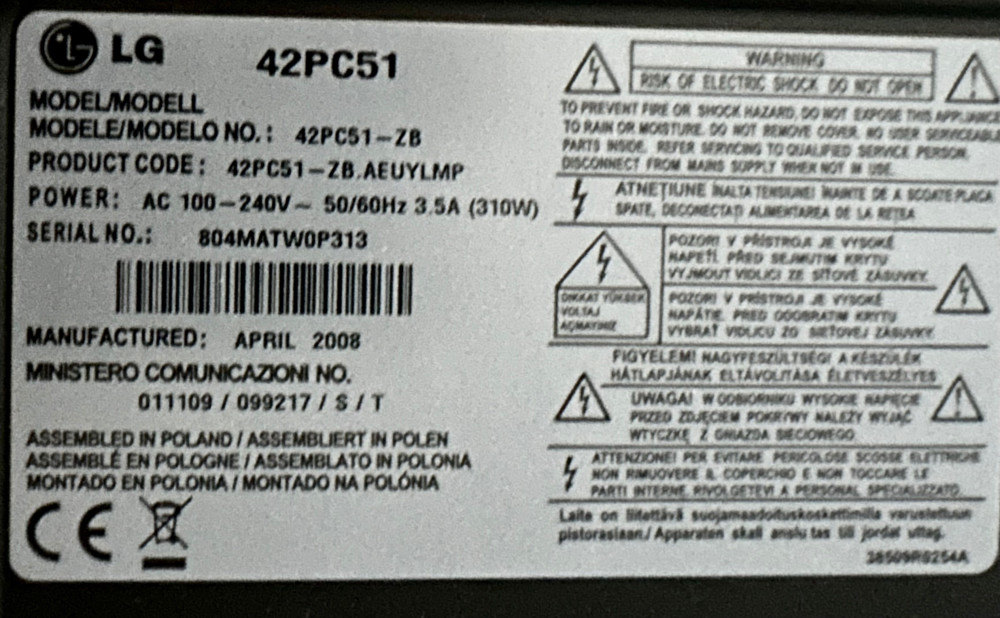 LG 42PC51
MODEL/MODELL
MODELE/MODELO NO.: 42PC51-ZB
PRODUCT CODE: 42PC51-ZB.AEUYLMP
POWER: AC 100-240V~ 50/60Hz 3.5A (310W)
SERIAL NO.: 804MATW0P313
MANUFACTURED: APRIL 2008
MINISTERO COMUNICAZIONI NO.
011109 / 099217 / S / T
ASSEMBLED IN POLAND / ASSEMBLIERT IN POLEN
ASSEMBLÉ EN POLOGNE / ASSEMBLATO IN POLONIA
MONTADO EN POLONIA / MONTADO NA POLÓNIA
CE
WARNING
RISK OF ELECTRIC SHOCK DO NOT OPEN
TO PREVENT FIRE OR SHOCK HAZARD, DO NOT EXPOSE THIS APPLIANCE
TO RAIN OR MOISTURE. DO NOT REMOVE COVER. NO USER SERVICEABLE
PARTS INSIDE. REFER SERVICING TO QUALIFIED SERVICE PERSON.
DISCONNECT FROM MAINS SUPPLY WHEN NOT IN USE.
ATNEŢIUNE ÎNALTA TENSIUNE! ÎNAINTE DE A SCOATE PLACA
SPATE, DECONECTAŢI ALIMENTAREA DE LA REŢEA
DIKKAT YÜKSEK
VOLTAJ
AÇMAYINIZ
POZOR! V PŘÍSTROJI JE VYSOKÉ
NAPĚTÍ. PŘED SEJMUTÍM KRYTU
VYJMOUT VIDLICI ZE SÍŤOVÉ ZÁSUVKY.
POZOR! V PRÍSTROJI JE VYSOKÉ
NAPÄTIE. PRED ODOBRATÍM KRYTU
VYBRAŤ VIDLICU ZO SIEŤOVEJ ZÁSUVKY.
FIGYELEM! NAGYFESZÜLTSÉG! A KÉSZÜLÉK
HÁTLAPJÁNAK ELTÁVOLÍTÁSA ÉLETVESZÉLYES
UWAGA! W ODBIORNIKU WYSOKIE NAPIĘCIE
PRZED ZDJĘCIEM POKRYWY NALEŻY WYJĄĆ
WTYCZKĘ Z GNIAZDA SIECIOWEGO
ATTENZIONE! PER EVITARE PERICOLOSE SCOSSE ELETTRICHE
NON RIMUOVERE IL COPERCHIO E NON TOCCARE LE
PARTI INTERNE. RIVOLGETEVI A PERSONAL SPECIALIZZATO.
Laite on liitettävä suojamaadoituskoskettimilla varustettuun
pistorasiaan/ Apparaten skall anslutas till jordat uttag.